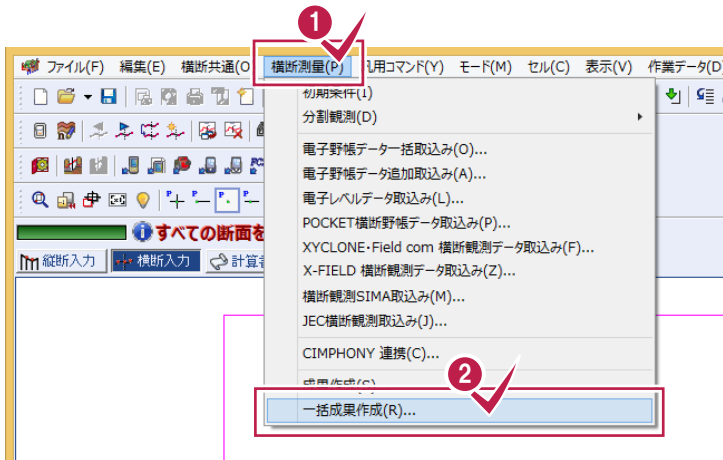 1
ファイル(F) 編集(E) 横断共通(O 横断測量(P) 汎用コマンド(Y) モード(M) セル(C) 表示(V) 作業データ(D)
初期条件(I)
分割観測(D)
電子野帳データ一括取込み(O)...
電子野帳データ追加取込み(A)...
電子レベルデータ取込み(L)...
POCKET横断野帳データ取込み(P)...
XYCLONE・Field com 横断観測データ取込み(F)...
X-FIELD 横断観測データ取込み(Z)...
横断観測SIMA取込み(M)...
JEC横断観測取込み(J)...
CIMPHONY 連携(C)...
成果作成(S)
2
一括成果作成(R)...
すべての断面を
縦断入力 横断入力 計算書